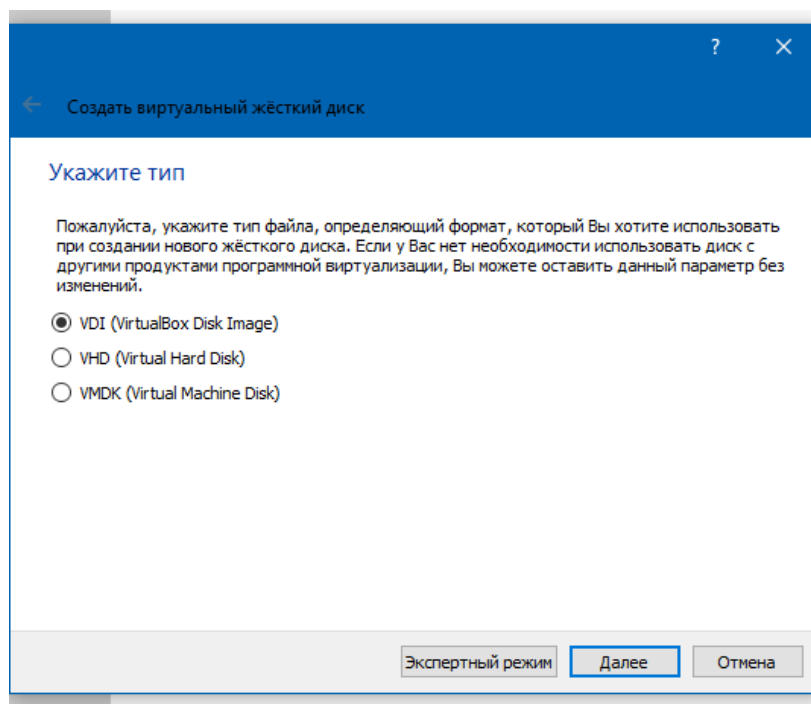 ?
Создать виртуальный жёсткий диск
Укажите тип
Пожалуйста, укажите тип файла, определяющий формат, который Вы хотите использовать
при создании нового жёсткого диска. Если у Вас нет необходимости использовать диск с
другими продуктами програмной виртуализации, Вы можете оставить данный параметр без
изменений.
VDI (VirtualBox Disk Image)
VHD (Virtual Hard Disk)
VMDK (Virtual Machine Disk)
Экспертный режим Далее Отмена